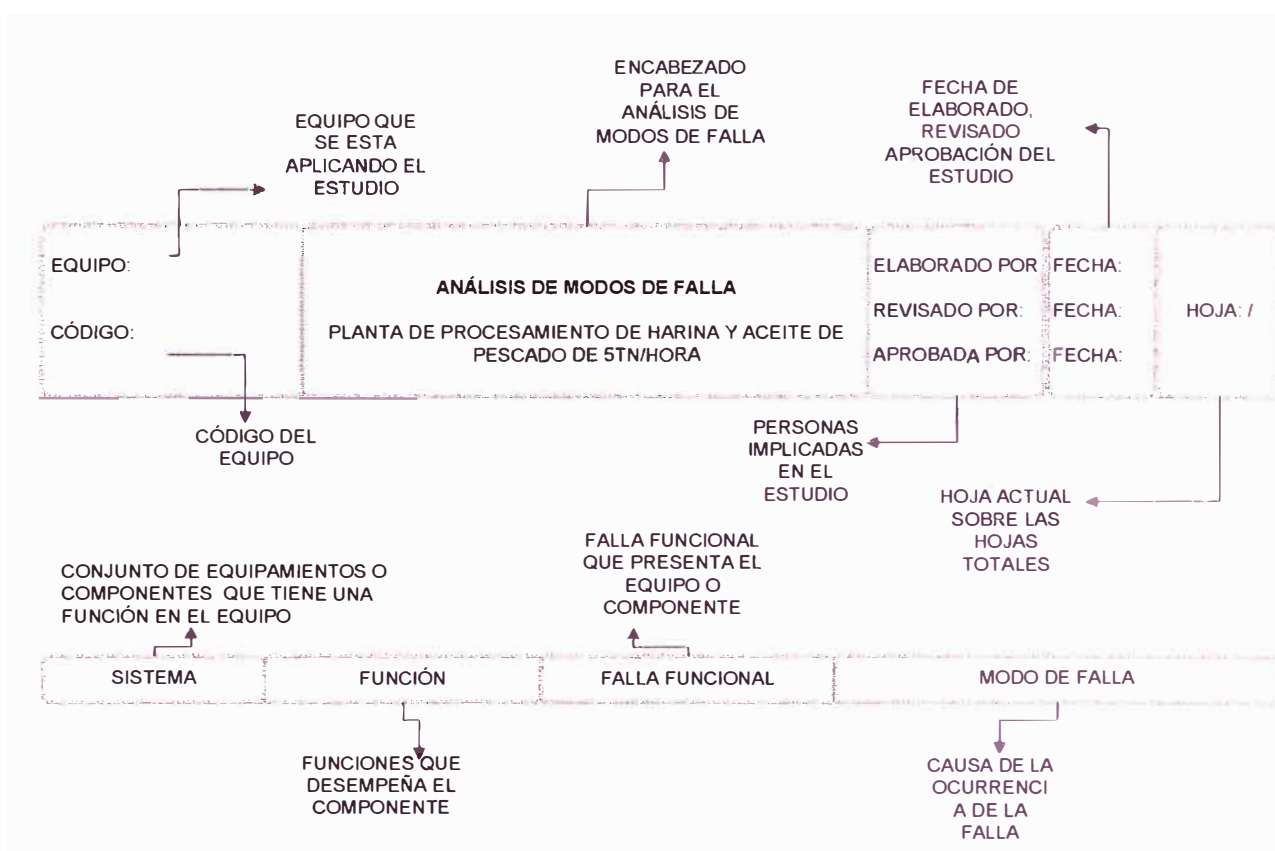 ENCABEZADO
PARA EL
ANÁLISIS DE
MODOS DE FALLA
FECHA DE
ELABORADO,
REVISADO
APROBACIÓN DEL
ESTUDIO
EQUIPO QUE
SE ESTA
APLICANDO EL
ESTUDIO
EQUIPO:
CÓDIGO:
ANÁLISIS DE MODOS DE FALLA
PLANTA DE PROCESAMIENTO DE HARINA Y ACEITE DE
PESCADO DE 5TN/HORA
ELABORADO POR
REVISADO POR:
APROBADA POR:
FECHA:
FECHA:
FECHA:
HOJA: /
CÓDIGO DEL
EQUIPO
PERSONAS
IMPLICADAS
EN EL
ESTUDIO
HOJA ACTUAL
SOBRE LAS
HOJAS
TOTALES
CONJUNTO DE EQUIPAMIENTOS O
COMPONENTES QUE TIENE UNA
FUNCIÓN EN EL EQUIPO
FALLA FUNCIONAL
QUE PRESENTA EL
EQUIPO O
COMPONENTE
SISTEMA
FUNCIÓN
FALLA FUNCIONAL
MODO DE FALLA
FUNCIONES QUE
DESEMPEÑA EL
COMPONENTE
CAUSA DE LA
OCURRENCI
A DE LA
FALLA